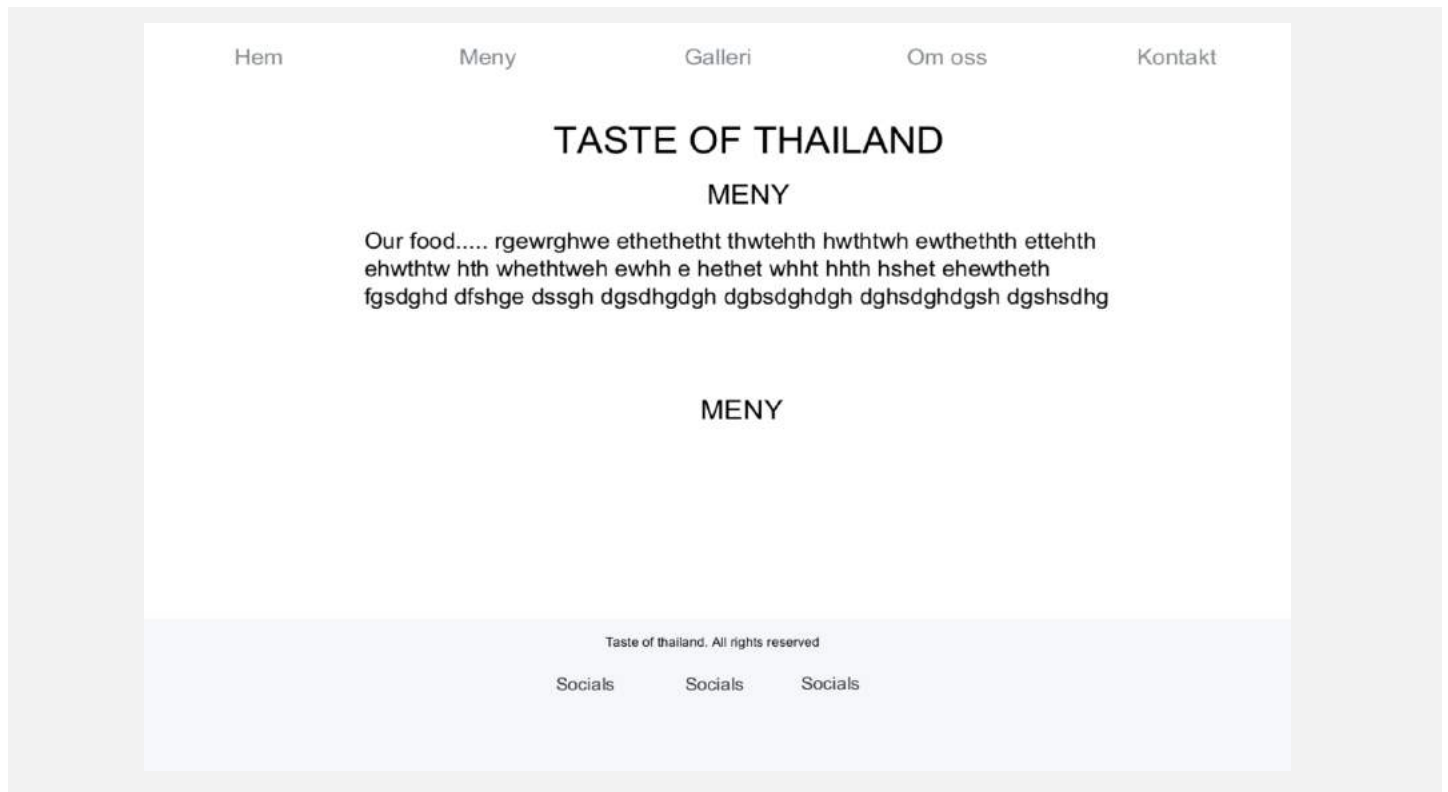 Hem Meny Galleri Om oss Kontakt
TASTE OF THAILAND
MENY
Our food..... rgewrghwe ethethetht thwtehth hwthtwh ewthethth ettehth
ehwthtw hth whethtweh ewhh e hethet whht hhth hshet ehewtheth
fgsdghd dfshge dssgh dgsdhgdgh dgbsdghdgh dghsdghdgsh dgshsdhg
MENY
Taste of thailand. All rights reserved
Socials Socials Socials